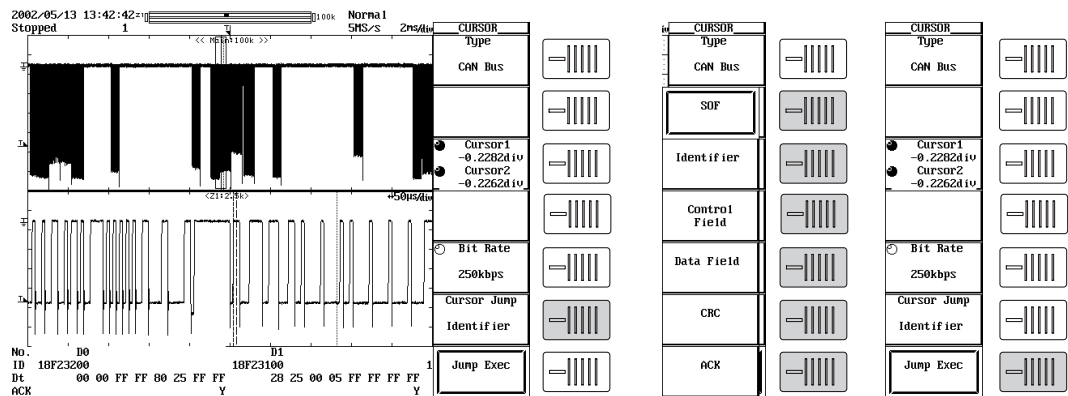 2002/05/13 13:42:42 Z1 100k Normal
Stopped 1 T 5MS/s 2ms/div
<< Main:100k >>
<Z1:2.5k> 50µs/div
No. D0 D1
ID 18F23200 18F23100 1
Dt 00 00 FF FF 80 25 FF FF 28 25 00 05 FF FF FF FF
ACK Y Y
CURSOR
Type
CAN Bus
Cursor1
-0.2282div
Cursor2
-0.2262div
Bit Rate
250kbps
Cursor Jump
Identifier
Jump Exec
iv
CURSOR
Type
CAN Bus
SOF
Identifier
Control
Field
Data Field
CRC
ACK
CURSOR
Type
CAN Bus
Cursor1
-0.2282div
Cursor2
-0.2262div
Bit Rate
250kbps
Cursor Jump
Identifier
Jump Exec